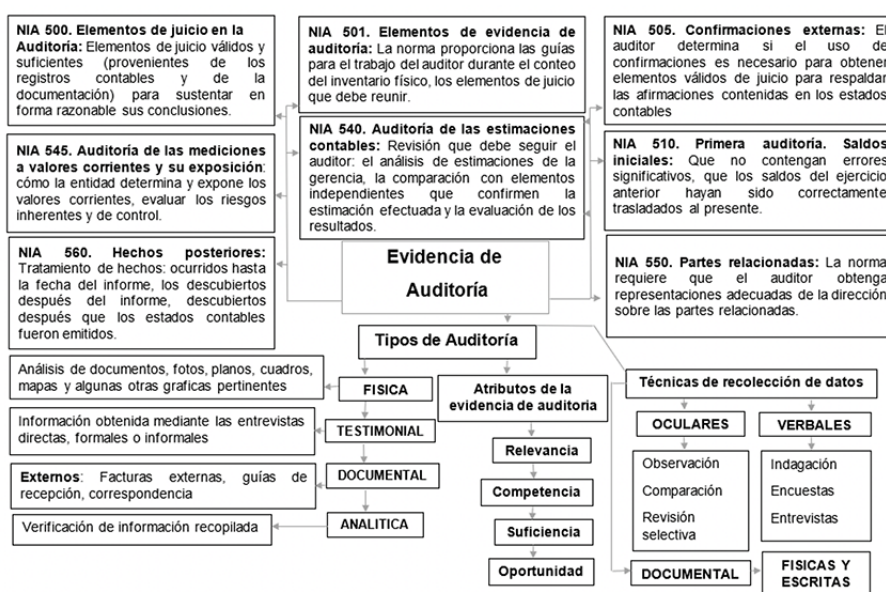 NIA 500. Elementos de juicio en la
Auditoría: Elementos de juicio válidos y
suficientes (provenientes de los
registros contables y de la
documentación) para sustentar en
forma razonable sus conclusiones.
NIA 501. Elementos de evidencia de
auditoría: La norma proporciona las guías
para el trabajo del auditor durante el conteo
del inventario físico, los elementos de juicio
que debe reunir.
NIA 505. Confirmaciones externas: El
auditor determina si el uso de
confirmaciones es necesario para obtener
elementos válidos de juicio para respaldar
las afirmaciones contenidas en los estados
contables
NIA 545. Auditoría de las mediciones
a valores corrientes y su exposición:
cómo la entidad determina y expone los
valores corrientes, evaluar los riesgos
inherentes y de control.
NIA 540. Auditoría de las estimaciones
contables: Revisión que debe seguir el
auditor: el análisis de estimaciones de la
gerencia, la comparación con elementos
independientes que confirmen la
estimación efectuada y la evaluación de los
resultados.
NIA 510. Primera auditoría. Saldos
iniciales: Que no contengan errores
significativos, que los saldos del ejercicio
anterior hayan sido correctamente
trasladados al presente.
NIA 560. Hechos posteriores:
Tratamiento de hechos: ocurridos hasta
la fecha del informe, los descubiertos
después del informe, descubiertos
después que los estados contables
fueron emitidos.
Evidencia de
Auditoría
NIA 550. Partes relacionadas: La norma
requiere que el auditor obtenga
representaciones adecuadas de la dirección
sobre las partes relacionadas.
Tipos de Auditoría
Análisis de documentos, fotos, planos, cuadros,
mapas y algunas otras graficas pertinentes
FISICA
Información obtenida mediante las entrevistas
directas, formales o informales
TESTIMONIAL
Externos: Facturas externas, guías de
recepción, correspondencia
DOCUMENTAL
Verificación de información recopilada
ANALITICA
Atributos de la
evidencia de auditoria
Relevancia
Competencia
Suficiencia
Oportunidad
Técnicas de recolección de datos
OCULARES
Observación
Comparación
Revisión
selectiva
VERBALES
Indagación
Encuestas
Entrevistas
DOCUMENTAL
FISICAS Y
ESCRITAS